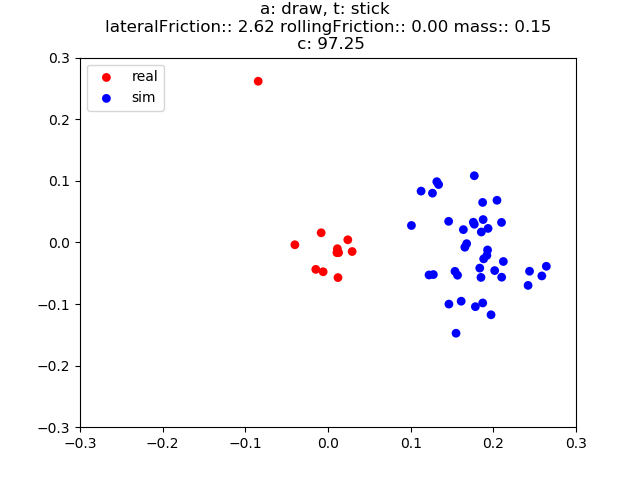 a: draw, t: stick
lateralFriction:: 2.62 rollingFriction:: 0.00 mass:: 0.15
c: 97.25
real
sim
0.3
0.2
0.1
0.0
−0.1
−0.2
−0.3
−0.3
−0.2
−0.1
0.0
0.1
0.2
0.3